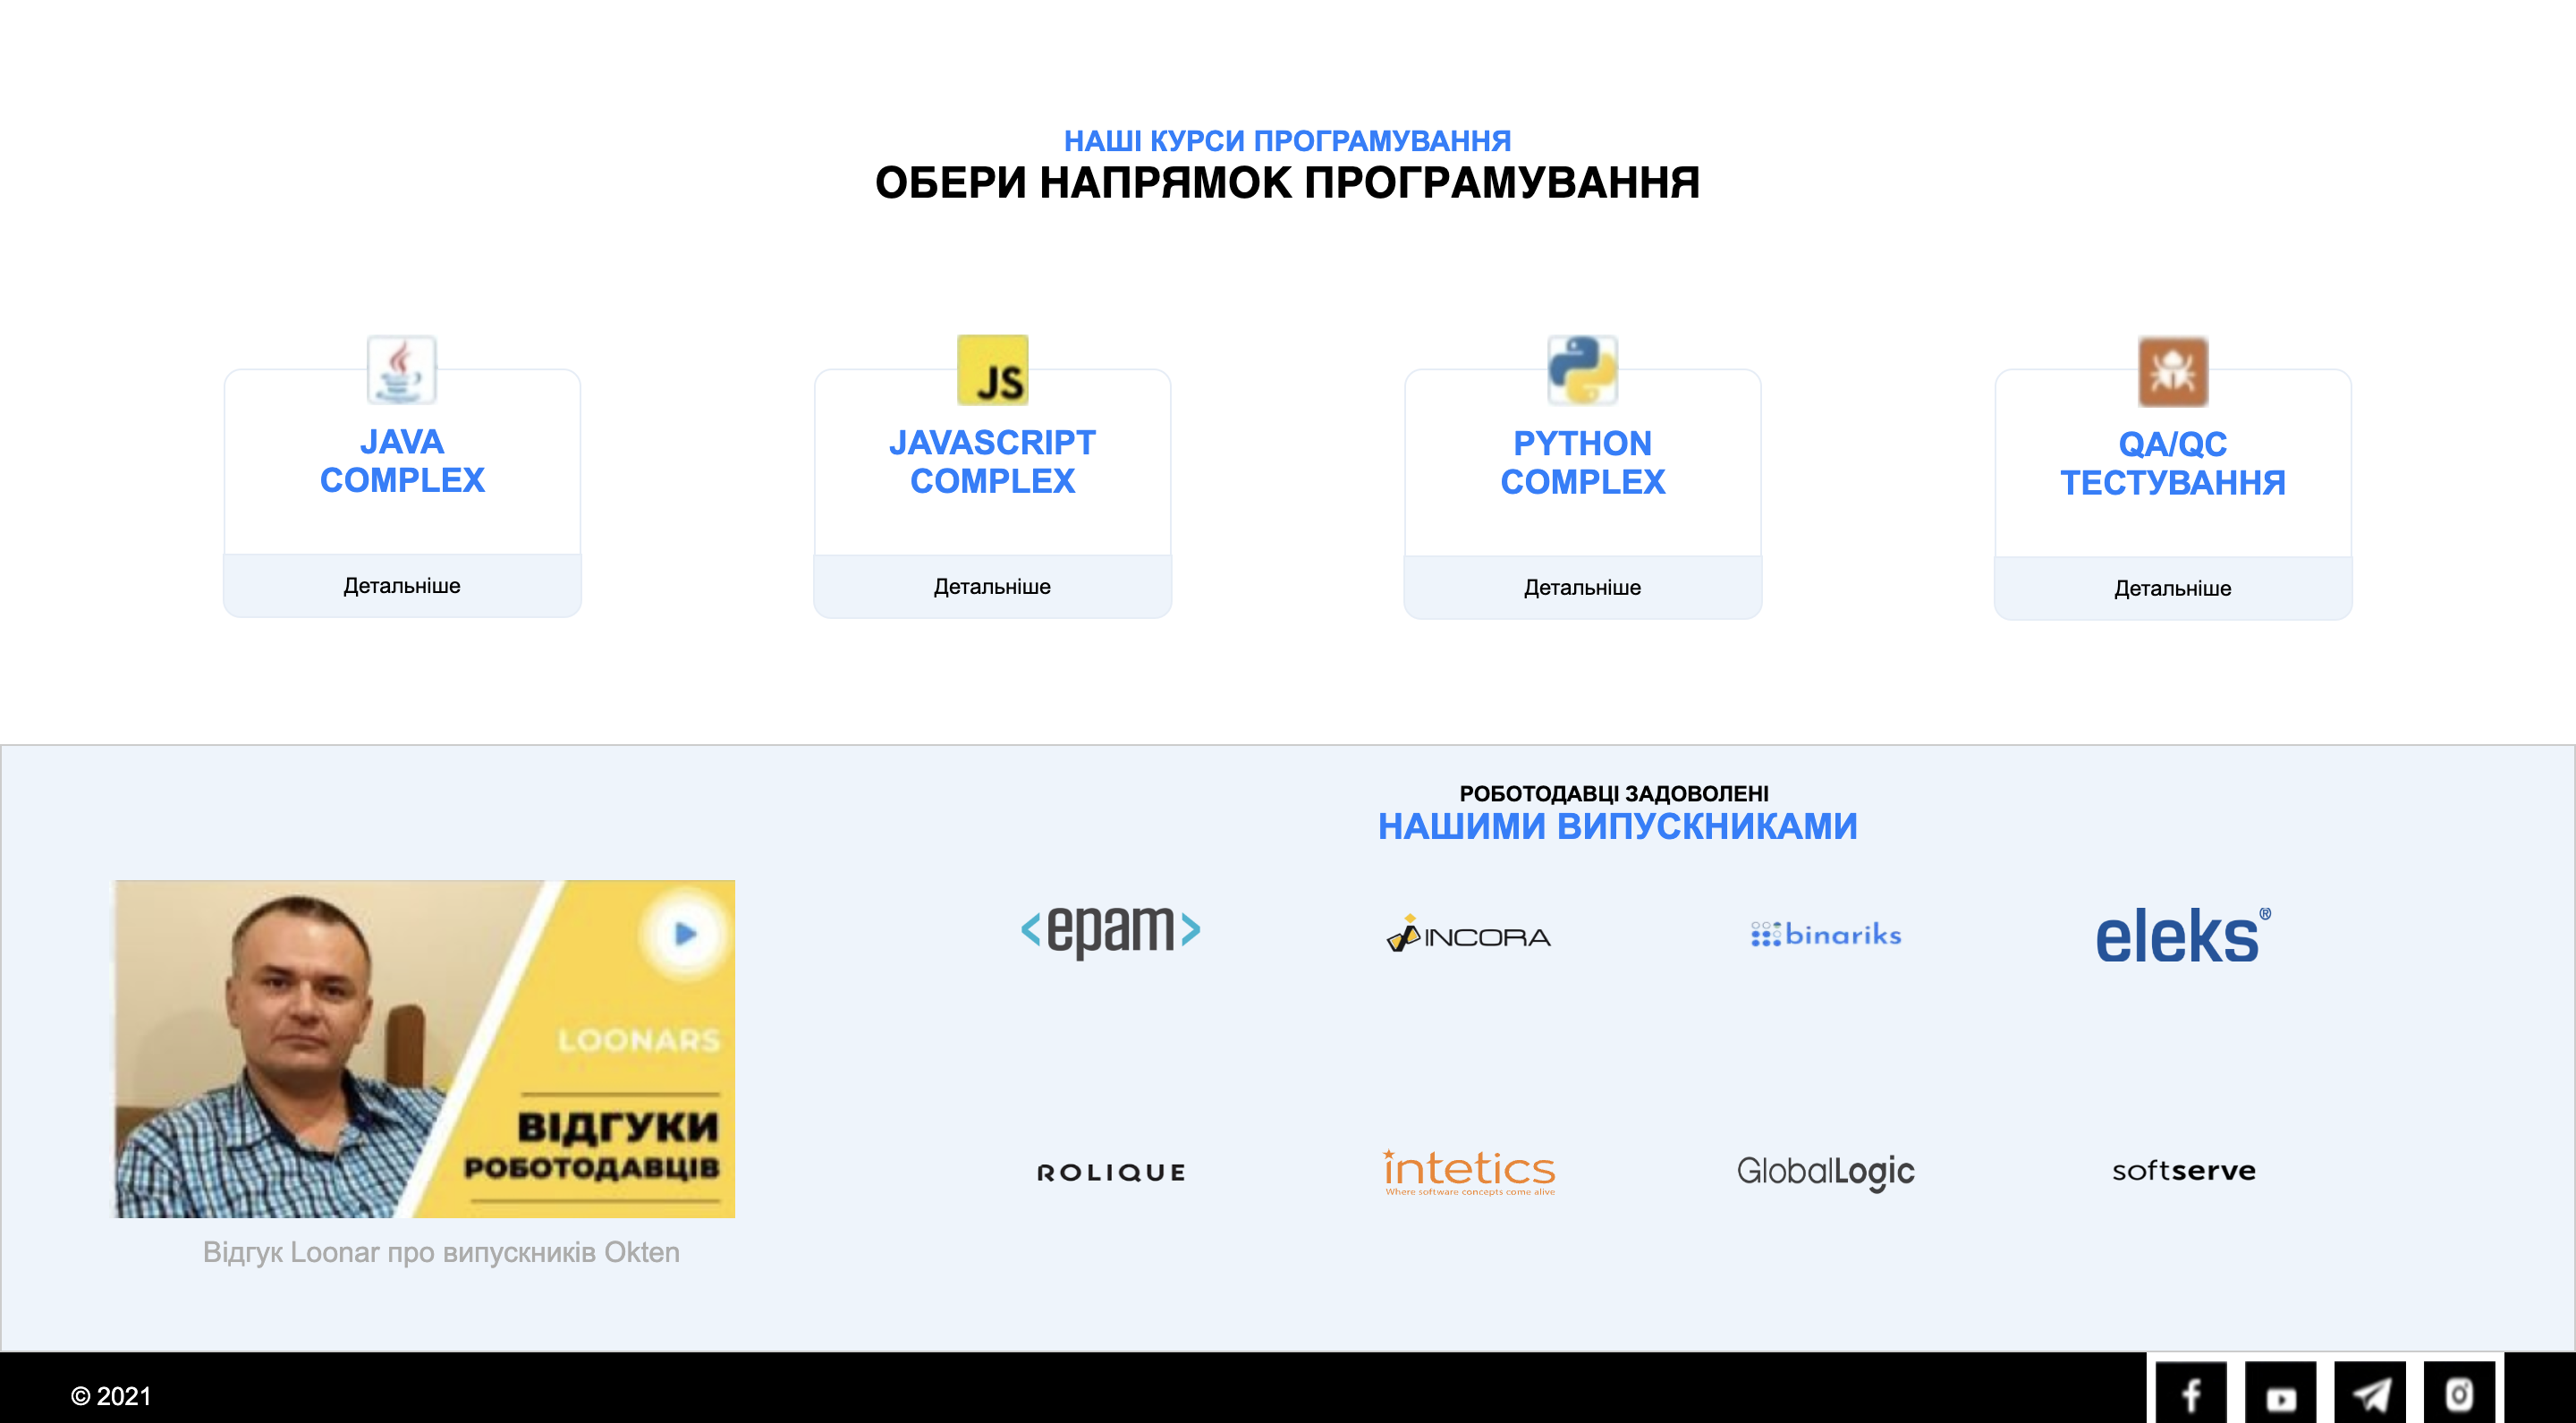 НАШІ КУРСИ ПРОГРАМУВАННЯ
ОБЕРИ НАПРЯМОК ПРОГРАМУВАННЯ
JS
JAVA
COMPLEX
Детальніше
JAVASCRIPT
COMPLEX
Детальніше
PYTHON
COMPLEX
Детальніше
QA/QC
ТЕСТУВАННЯ
Детальніше
РОБОТОДАВЦІ ЗАДОВОЛЕНІ
НАШИМИ ВИПУСКНИКАМИ
LOONARS
ВІДГУКИ
РОБОТОДАВЦІВ
Відгук Loonar про випускників Okten
<epam>
INCORA
binariks
eleks®
ROLIQUE
intetics
Where software concepts come alive
GlobalLogic
softserve
© 2021